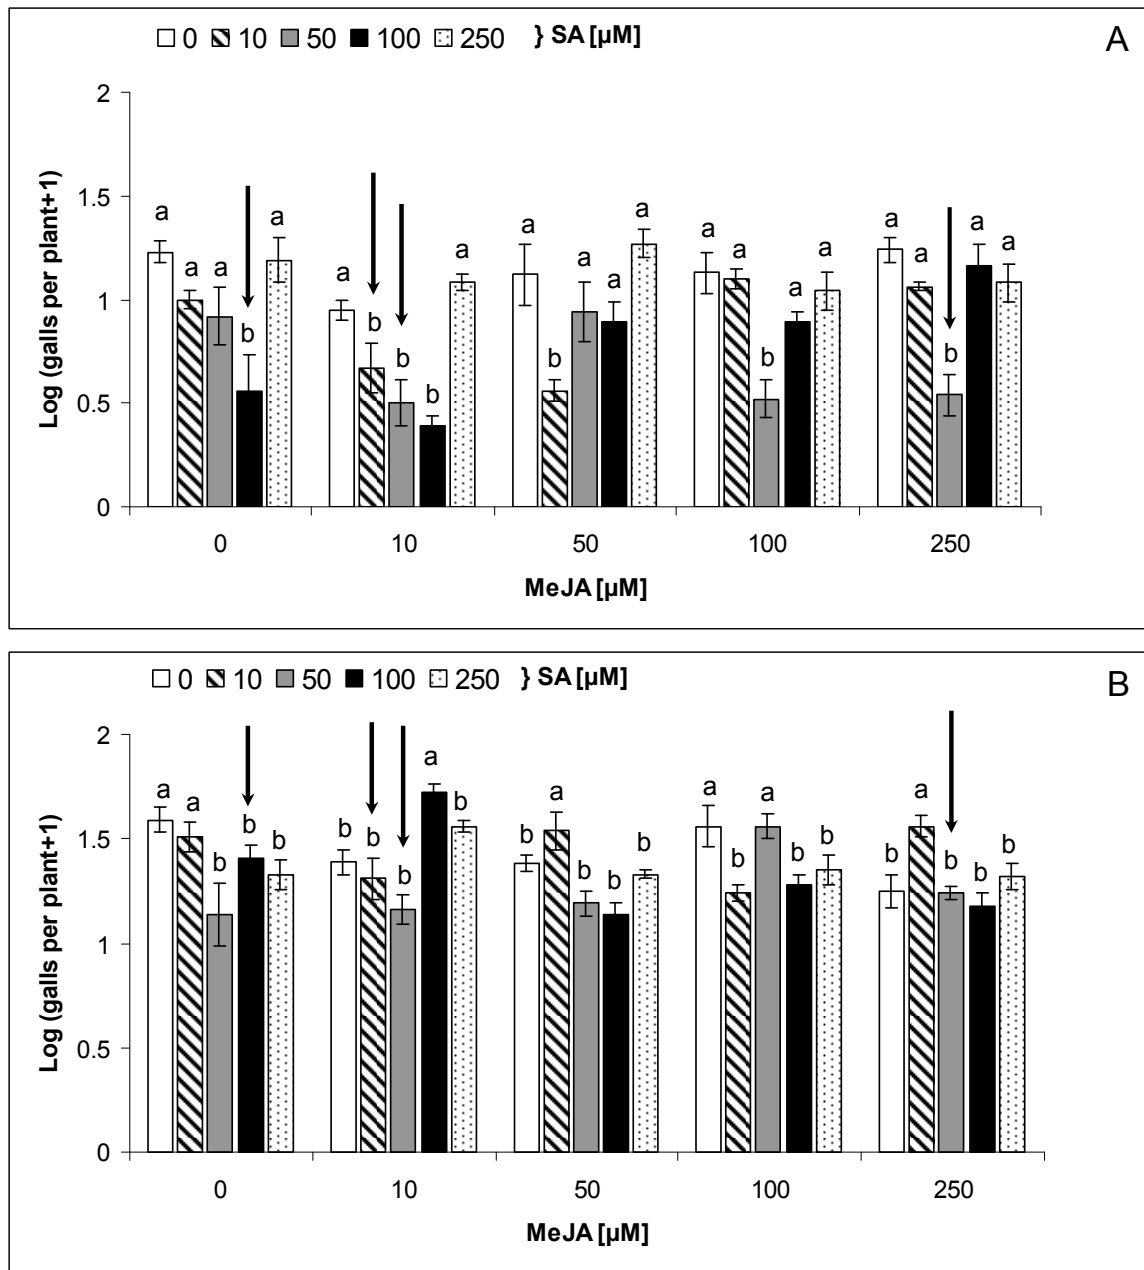 0 10 50 100 250 } SA [µM]
A
2
1.5
1
0.5
0
Log (galls per plant+1)
a a a b a
a b b b a
a b a a a
a a b a a
a a b a a
0 10 50 100 250
MeJA [µM]
0 10 50 100 250 } SA [µM]
B
2
1.5
1
0.5
0
Log (galls per plant+1)
a a b b b
b b b a b
b a b b b
a b a b b
b a b b b
0 10 50 100 250
MeJA [µM]